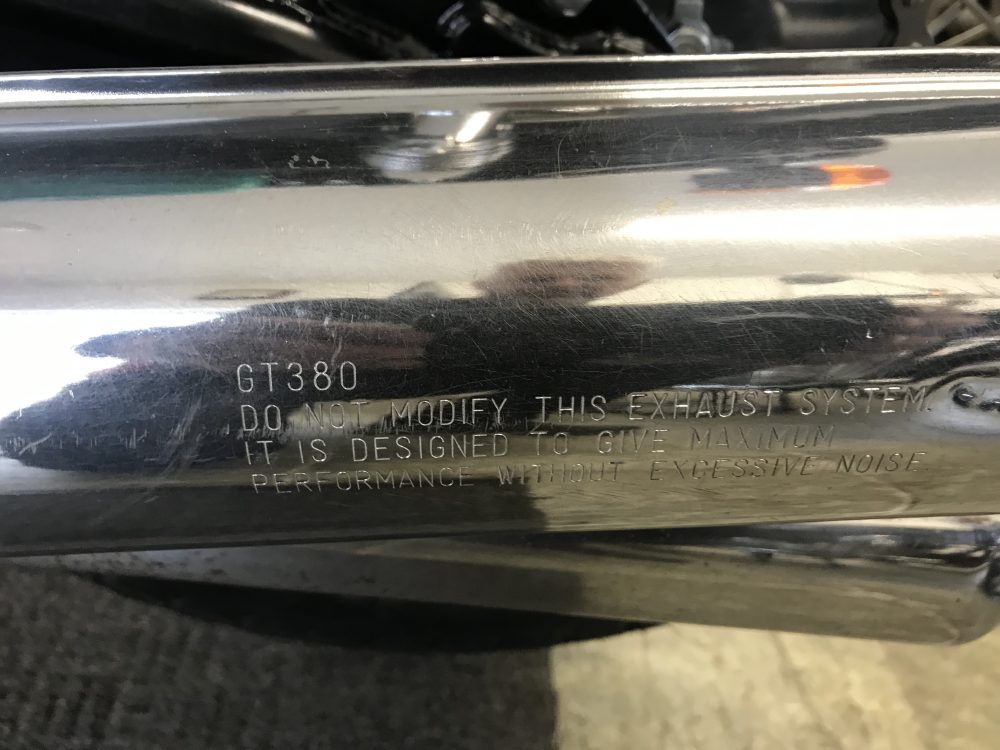 GT380
DO NOT MODIFY THIS EXHAUST SYSTEM.
IT IS DESIGNED TO GIVE MAXIMUM
PERFORMANCE WITHOUT EXCESSIVE NOISE.